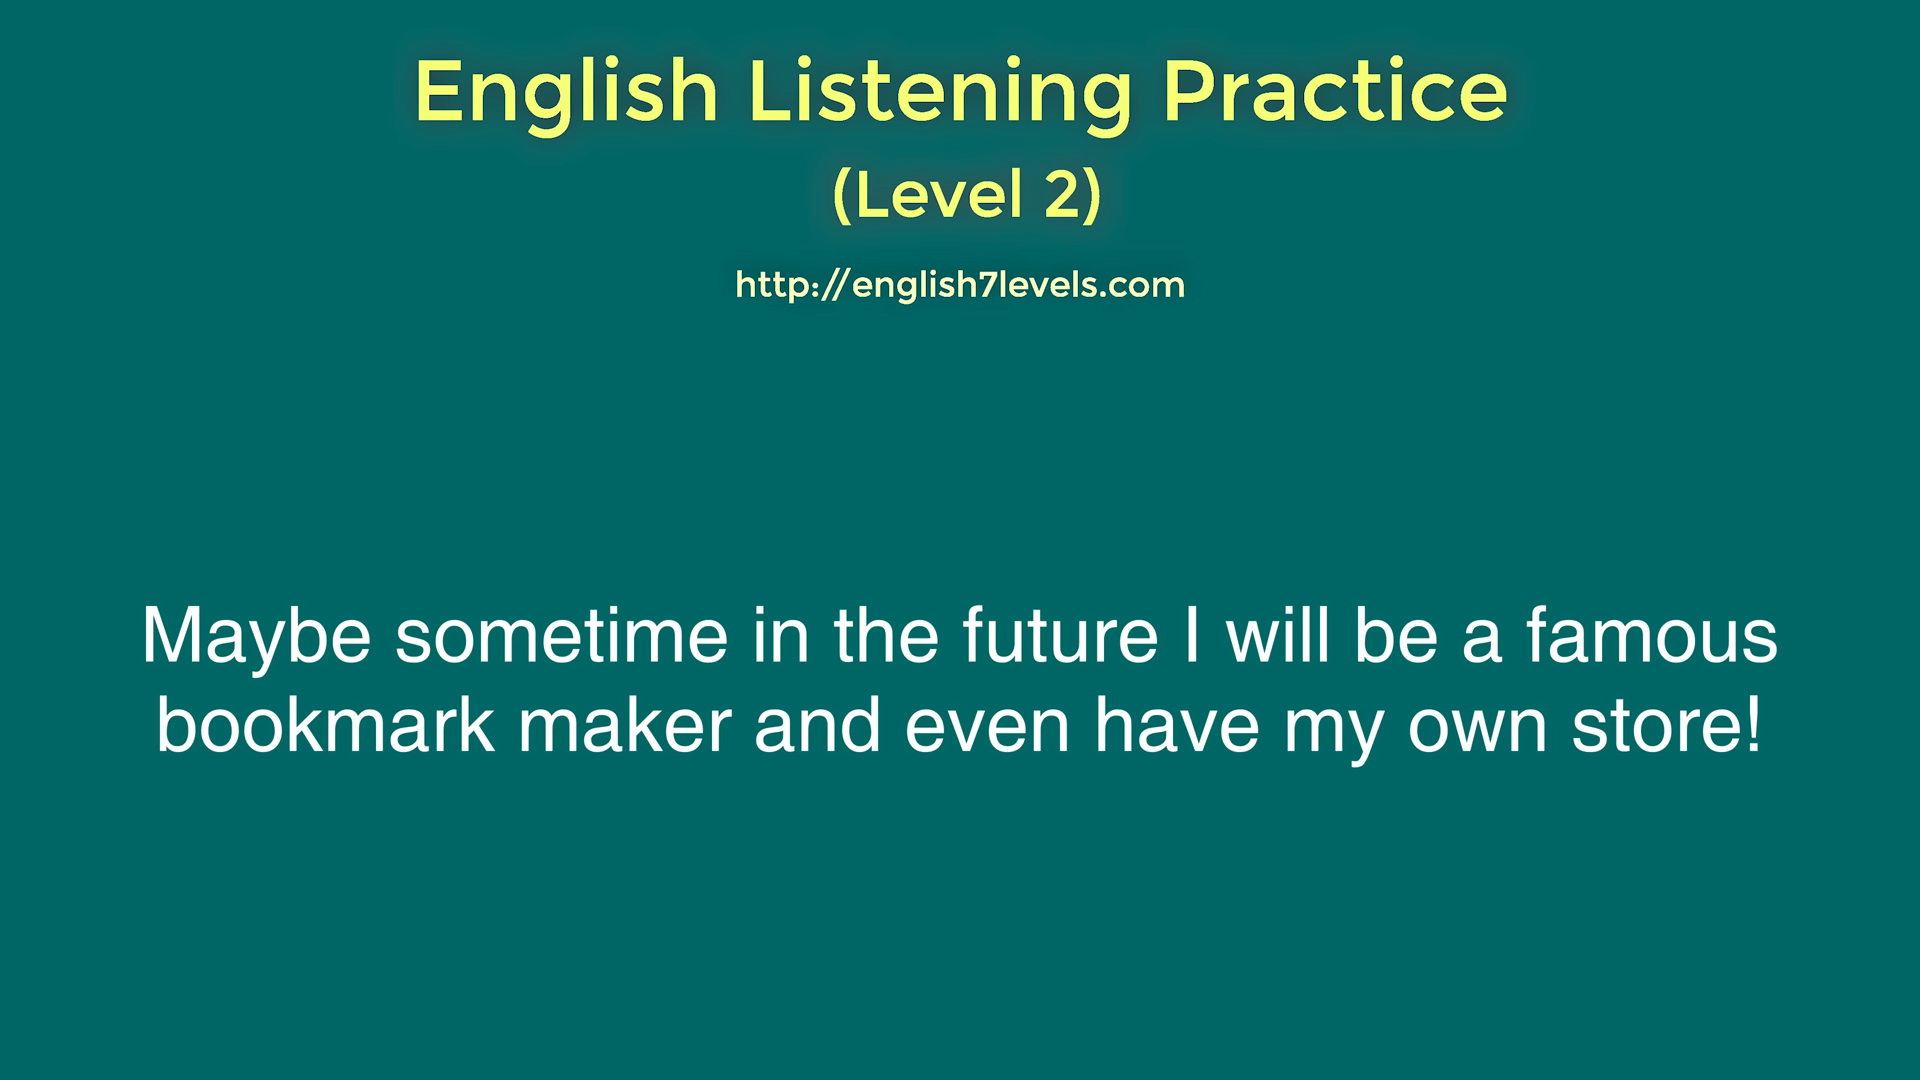 English Listening Practice
(Level 2)
http://english7levels.com
Maybe sometime in the future I will be a famous
bookmark maker and even have my own store!